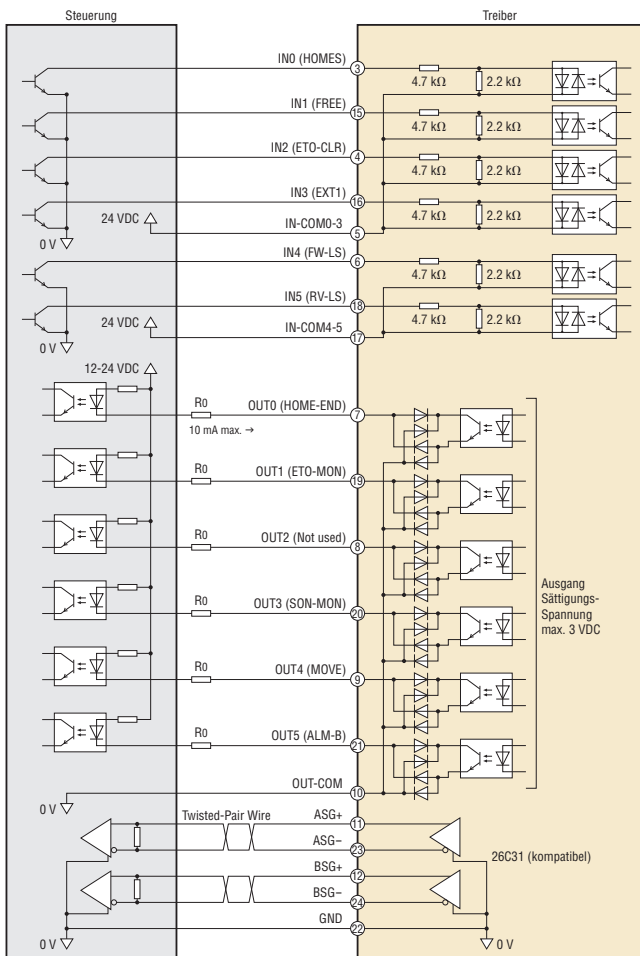 Steuerung
Treiber
IN0 (HOMES)
3
4.7 kΩ
2.2 kΩ
IN1 (FREE)
15
4.7 kΩ
2.2 kΩ
IN2 (ETO-CLR)
4
4.7 kΩ
2.2 kΩ
IN3 (EXT1)
16
4.7 kΩ
2.2 kΩ
24 VDC
IN-COM0-3
5
0 V
IN4 (FW-LS)
6
4.7 kΩ
2.2 kΩ
IN5 (RV-LS)
18
4.7 kΩ
2.2 kΩ
24 VDC
IN-COM4-5
17
0 V
12-24 VDC
R0
OUT0 (HOME-END)
7
10 mA max. →
R0
OUT1 (ETO-MON)
19
R0
OUT2 (Not used)
8
R0
OUT3 (SON-MON)
20
Ausgang
Sättigungs-
Spannung
max. 3 VDC
R0
OUT4 (MOVE)
9
R0
OUT5 (ALM-B)
21
OUT-COM
10
0 V
Twisted-Pair Wire
ASG+
11
ASG−
23
26C31 (kompatibel)
BSG+
12
BSG−
24
GND
22
0 V
0 V